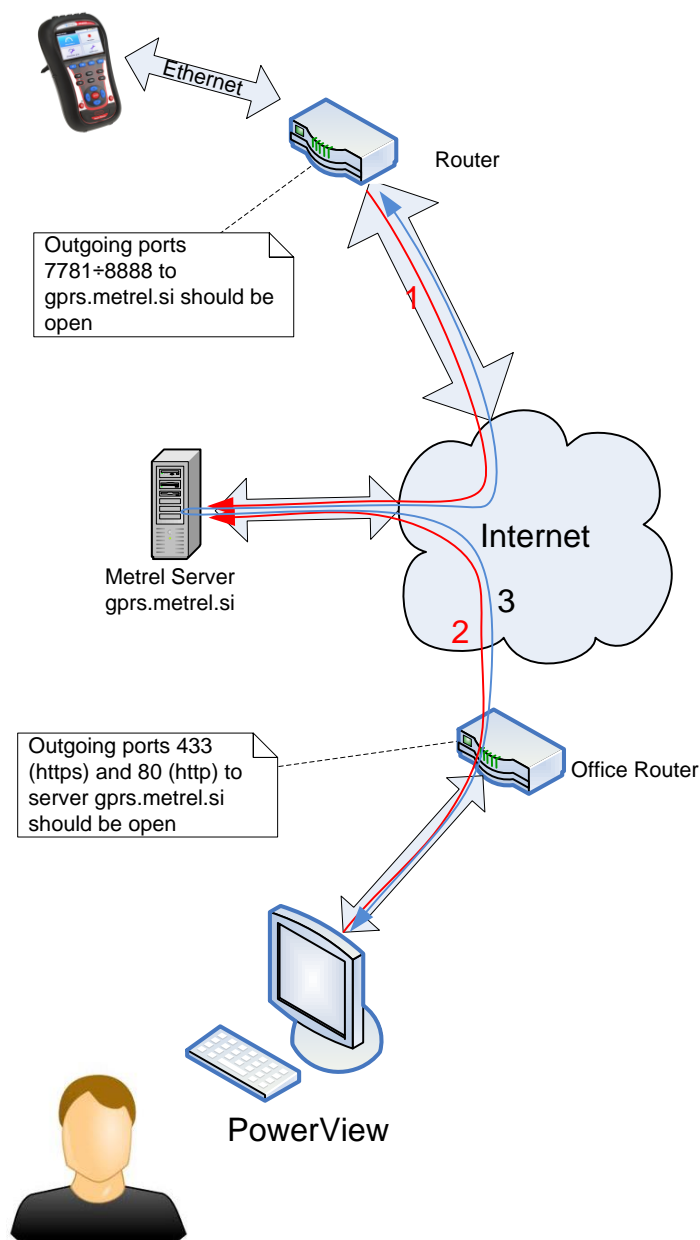 Ethernet
Router
Outgoing ports
7781÷8888 to
gprs.metrel.si should be
open
1
Internet
Metrel Server
gprs.metrel.si
3
2
Outgoing ports 433
(https) and 80 (http) to
server gprs.metrel.si
should be open
Office Router
PowerView